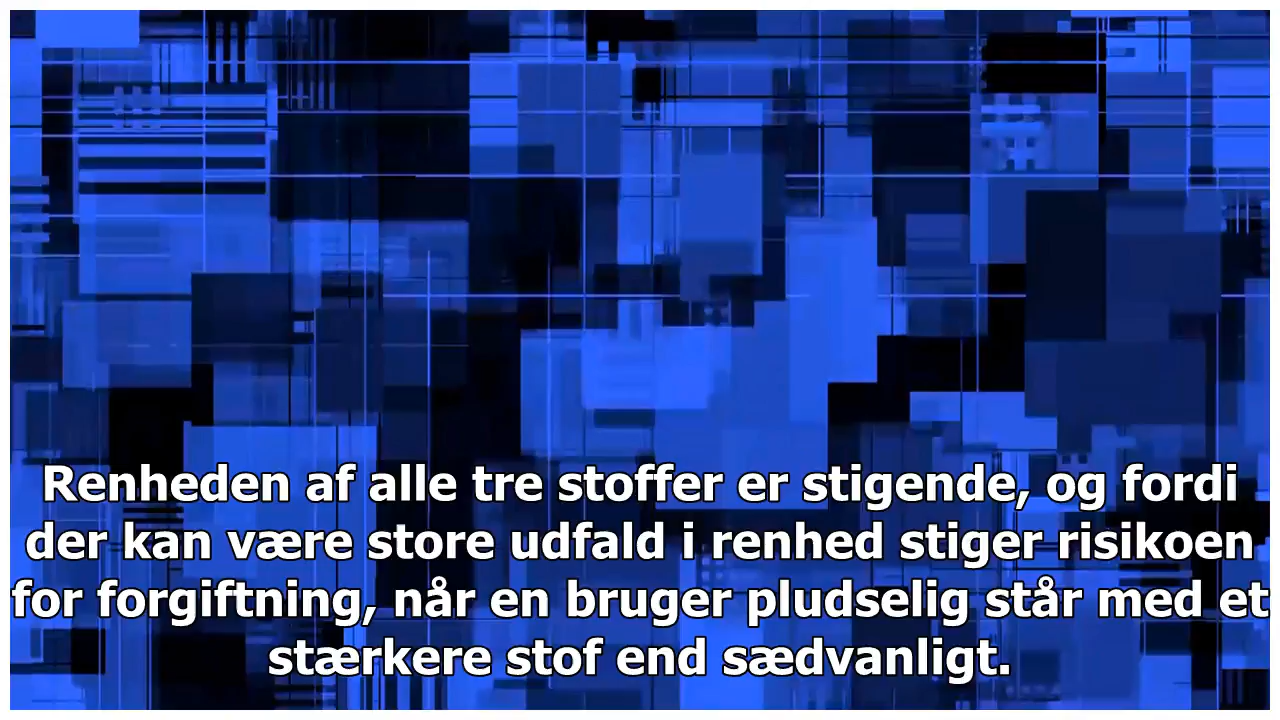 Renheden af alle tre stoffer er stigende, og fordi
der kan være store udfald i renhed stiger risikoen
for forgiftning, når en bruger pludselig står med et
stærkere stof end sædvanligt.